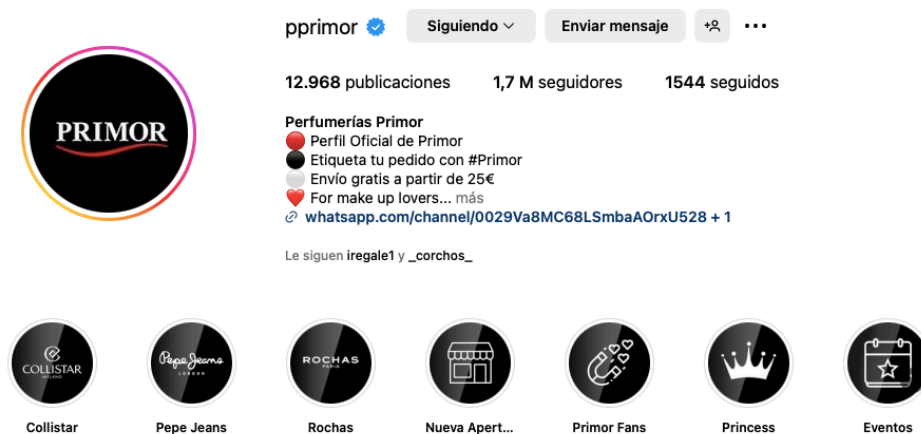 pprimor Siguiendo Enviar mensaje
12.968 publicaciones 1,7 M seguidores 1544 seguidos
PRIMOR
Perfumerías Primor
Perfil Oficial de Primor
Etiqueta tu pedido con #Primor
Envío gratis a partir de 25€
For make up lovers... más
whatsapp.com/channel/0029Va8MC68LSmbaAOrxU528 + 1
Le siguen iregale1 y _corchos_
COLLISTAR
MILANO
Pepe Jeans
LONDON
ROCHAS
PARIS
Collistar Pepe Jeans Rochas Nueva Apert... Primor Fans Princess Eventos